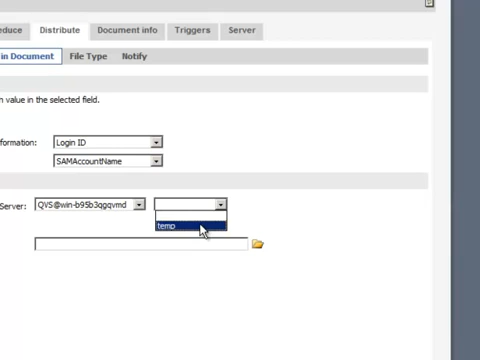 educe Distribute Document info Triggers Server
in Document File Type Notify
n value in the selected field.
formation: Login ID
SAMAccountName
Server: QVS@win-b95b3qgqvmd
temp